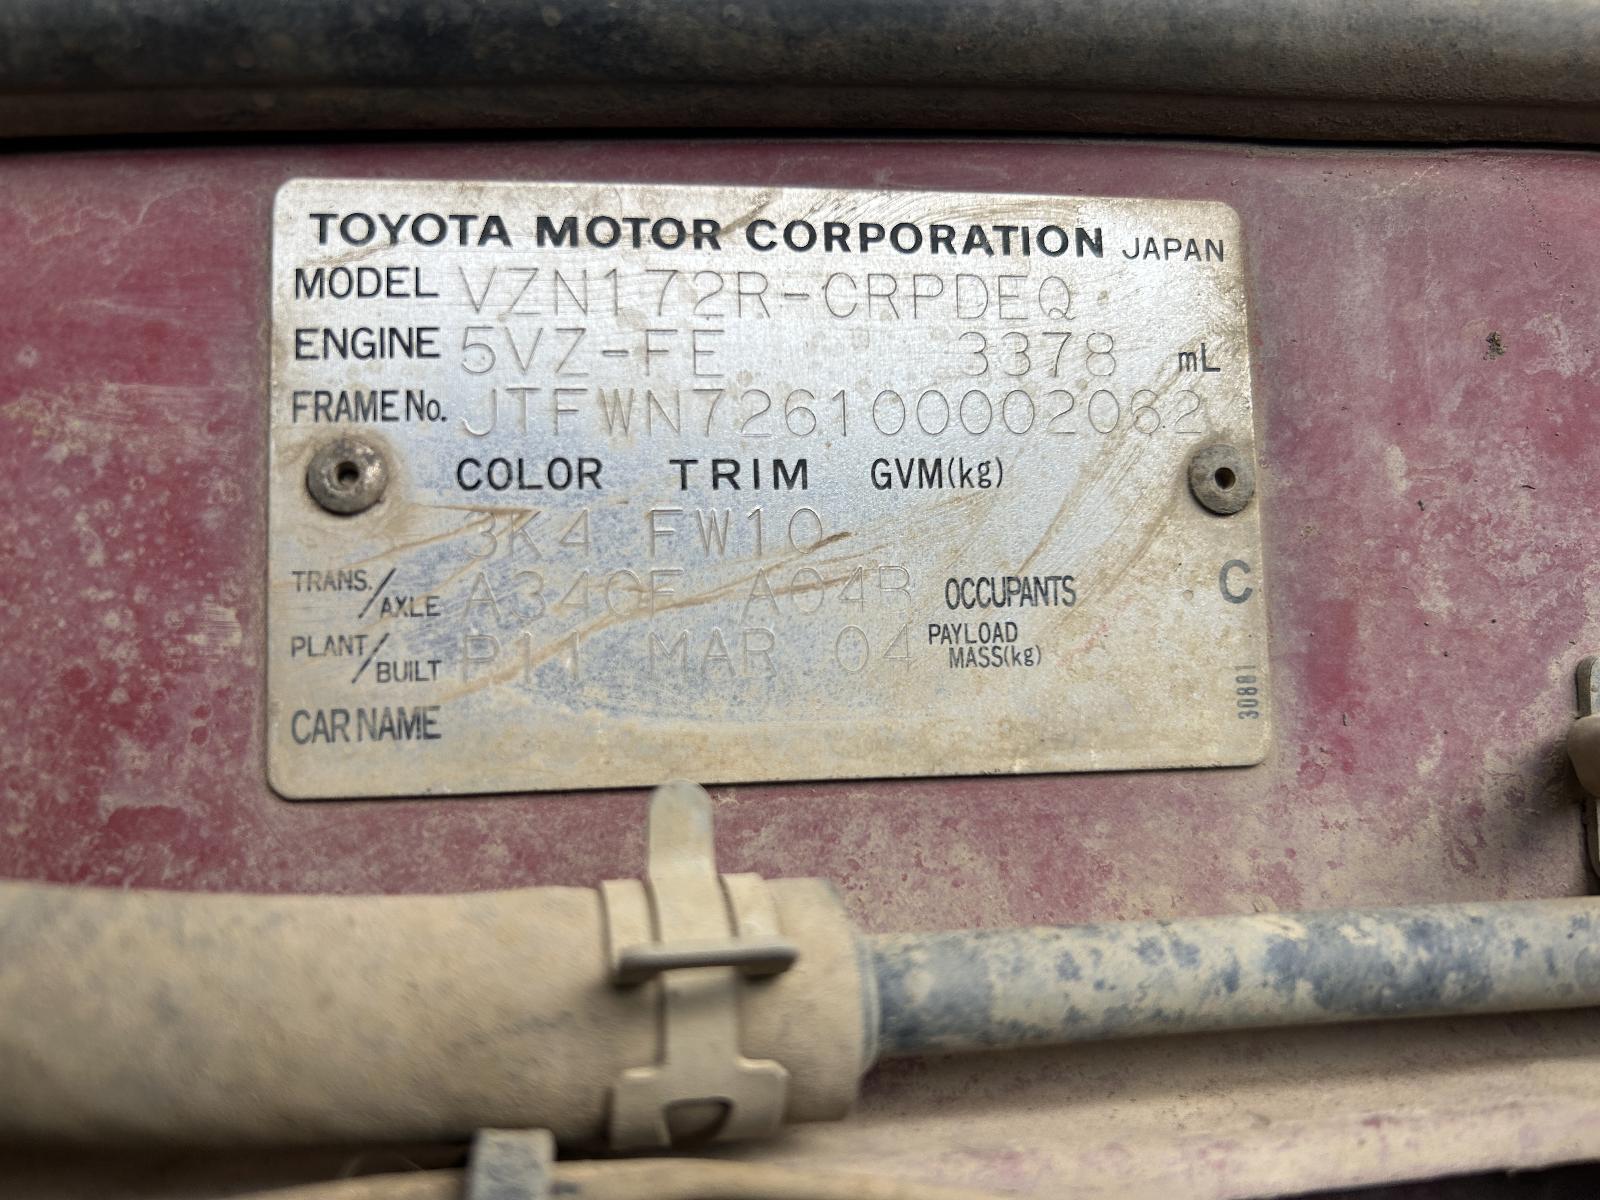 TOYOTA MOTOR CORPORATION JAPAN
MODEL VZN172R-CRPDEQ
ENGINE 5VZ-FE 3378 mL
FRAME No. JTFWN726100002062
COLOR TRIM GVM(kg)
3K4 FW10
TRANS./AXLE A340F A04B OCCUPANTS
C
PLANT/BUILT P11 MAR 04 PAYLOAD MASS(kg)
CAR NAME
30881